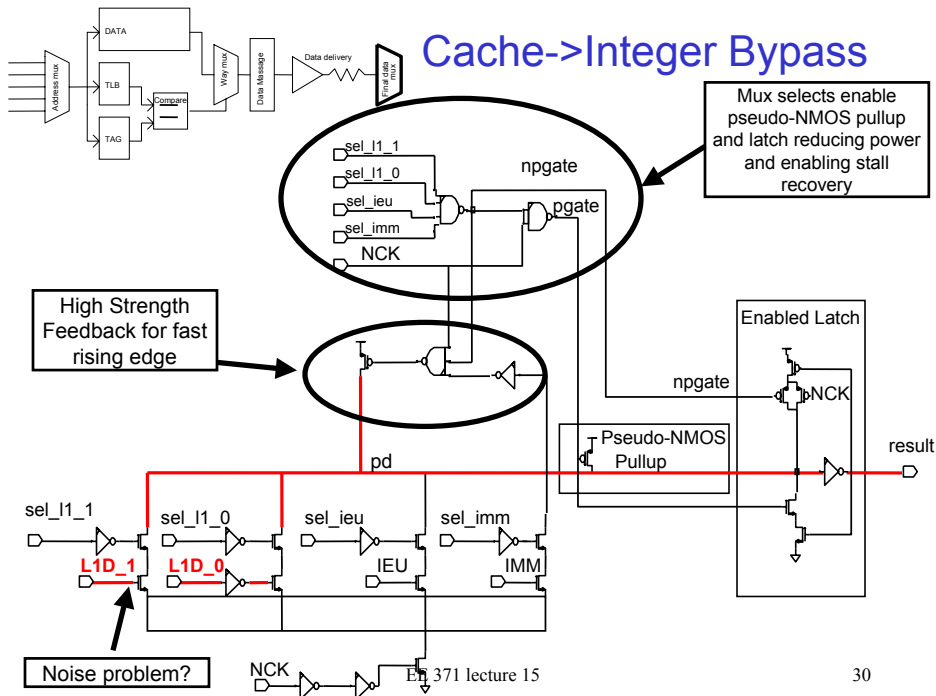 Cache->Integer Bypass
Address mux
DATA
TLB
TAG
Compare
Way mux
Data Massage
Data delivery
Final data
mux
Mux selects enable
pseudo-NMOS pullup
and latch reducing power
and enabling stall
recovery
sel_l1_1
sel_l1_0
sel_ieu
sel_imm
NCK
npgate
pgate
High Strength
Feedback for fast
rising edge
Enabled Latch
npgate
NCK
Pseudo-NMOS
Pullup
result
pd
sel_l1_1
sel_l1_0
sel_ieu
sel_imm
L1D_1
L1D_0
IEU
IMM
Noise problem?
NCK
EE 371 lecture 15
30